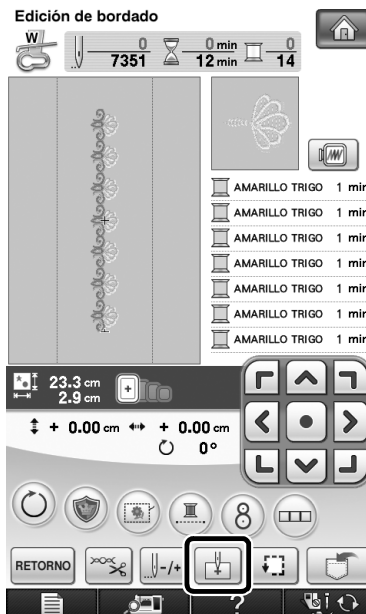 Edición de bordado
W
0 0 min 0
7351 12 min 14
AMARILLO TRIGO 1 min
AMARILLO TRIGO 1 min
AMARILLO TRIGO 1 min
AMARILLO TRIGO 1 min
AMARILLO TRIGO 1 min
AMARILLO TRIGO 1 min
AMARILLO TRIGO 1 min
23.3 cm
2.9 cm
+ 0.00 cm + 0.00 cm
0°
RETORNO -/+
?